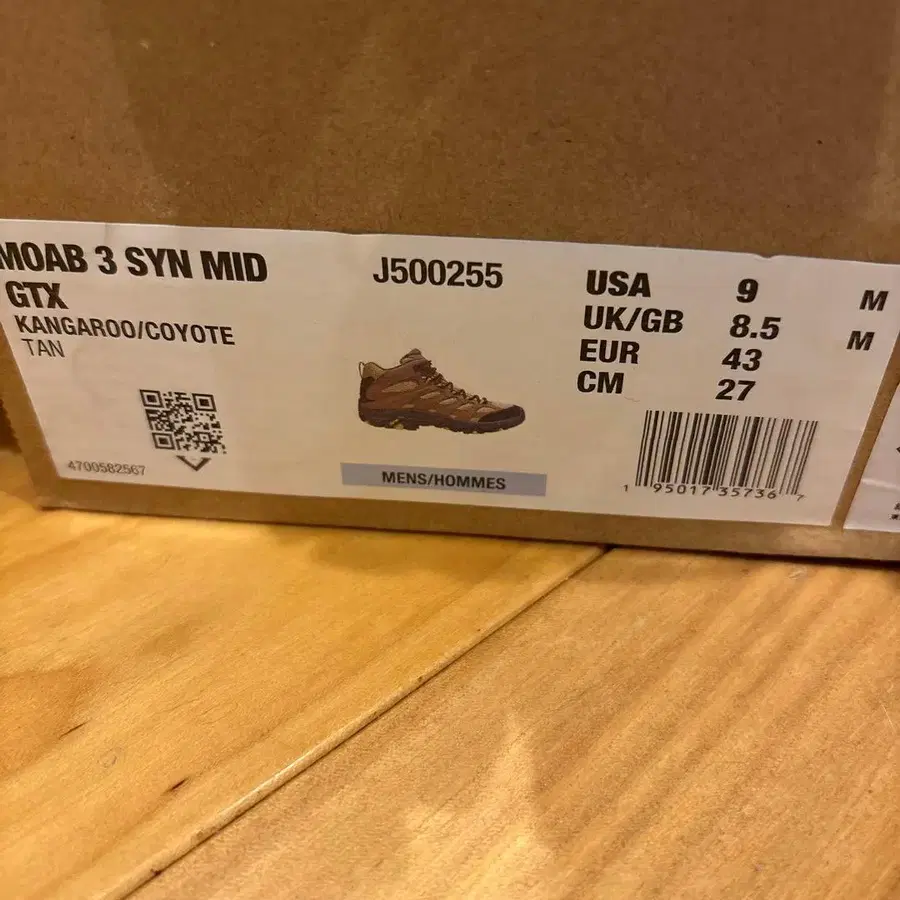 MOAB 3 SYN MID
GTX
KANGAROO/COYOTE
TAN
4700582567
J500255
MENS/HOMMES
USA 9 M
UK/GB 8.5 M
EUR 43
CM 27
1 95017 35736 7